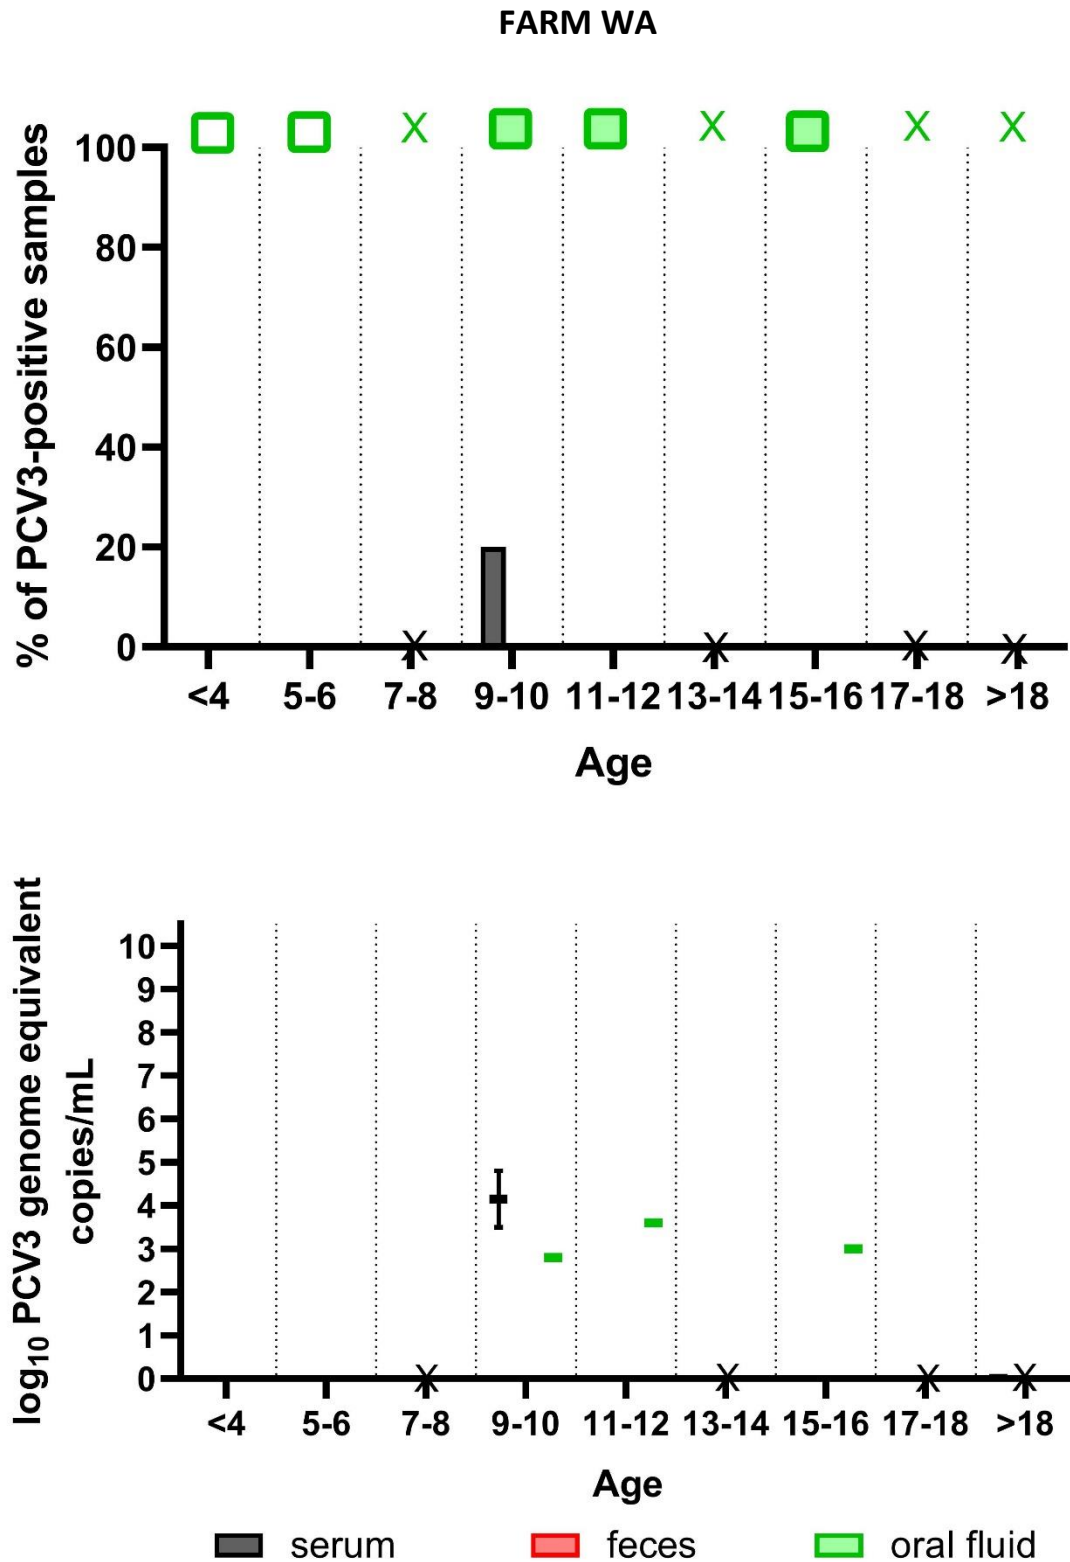 FARM WA
% of PCV3-positive samples
100
80
60
40
20
0
X X X X
X X X X
<4 5-6 7-8 9-10 11-12 13-14 15-16 17-18 >18
Age
log10 PCV3 genome equivalent
copies/mL
10
9
8
7
6
5
4
3
2
1
0
X X X X
<4 5-6 7-8 9-10 11-12 13-14 15-16 17-18 >18
Age
serum feces oral fluid